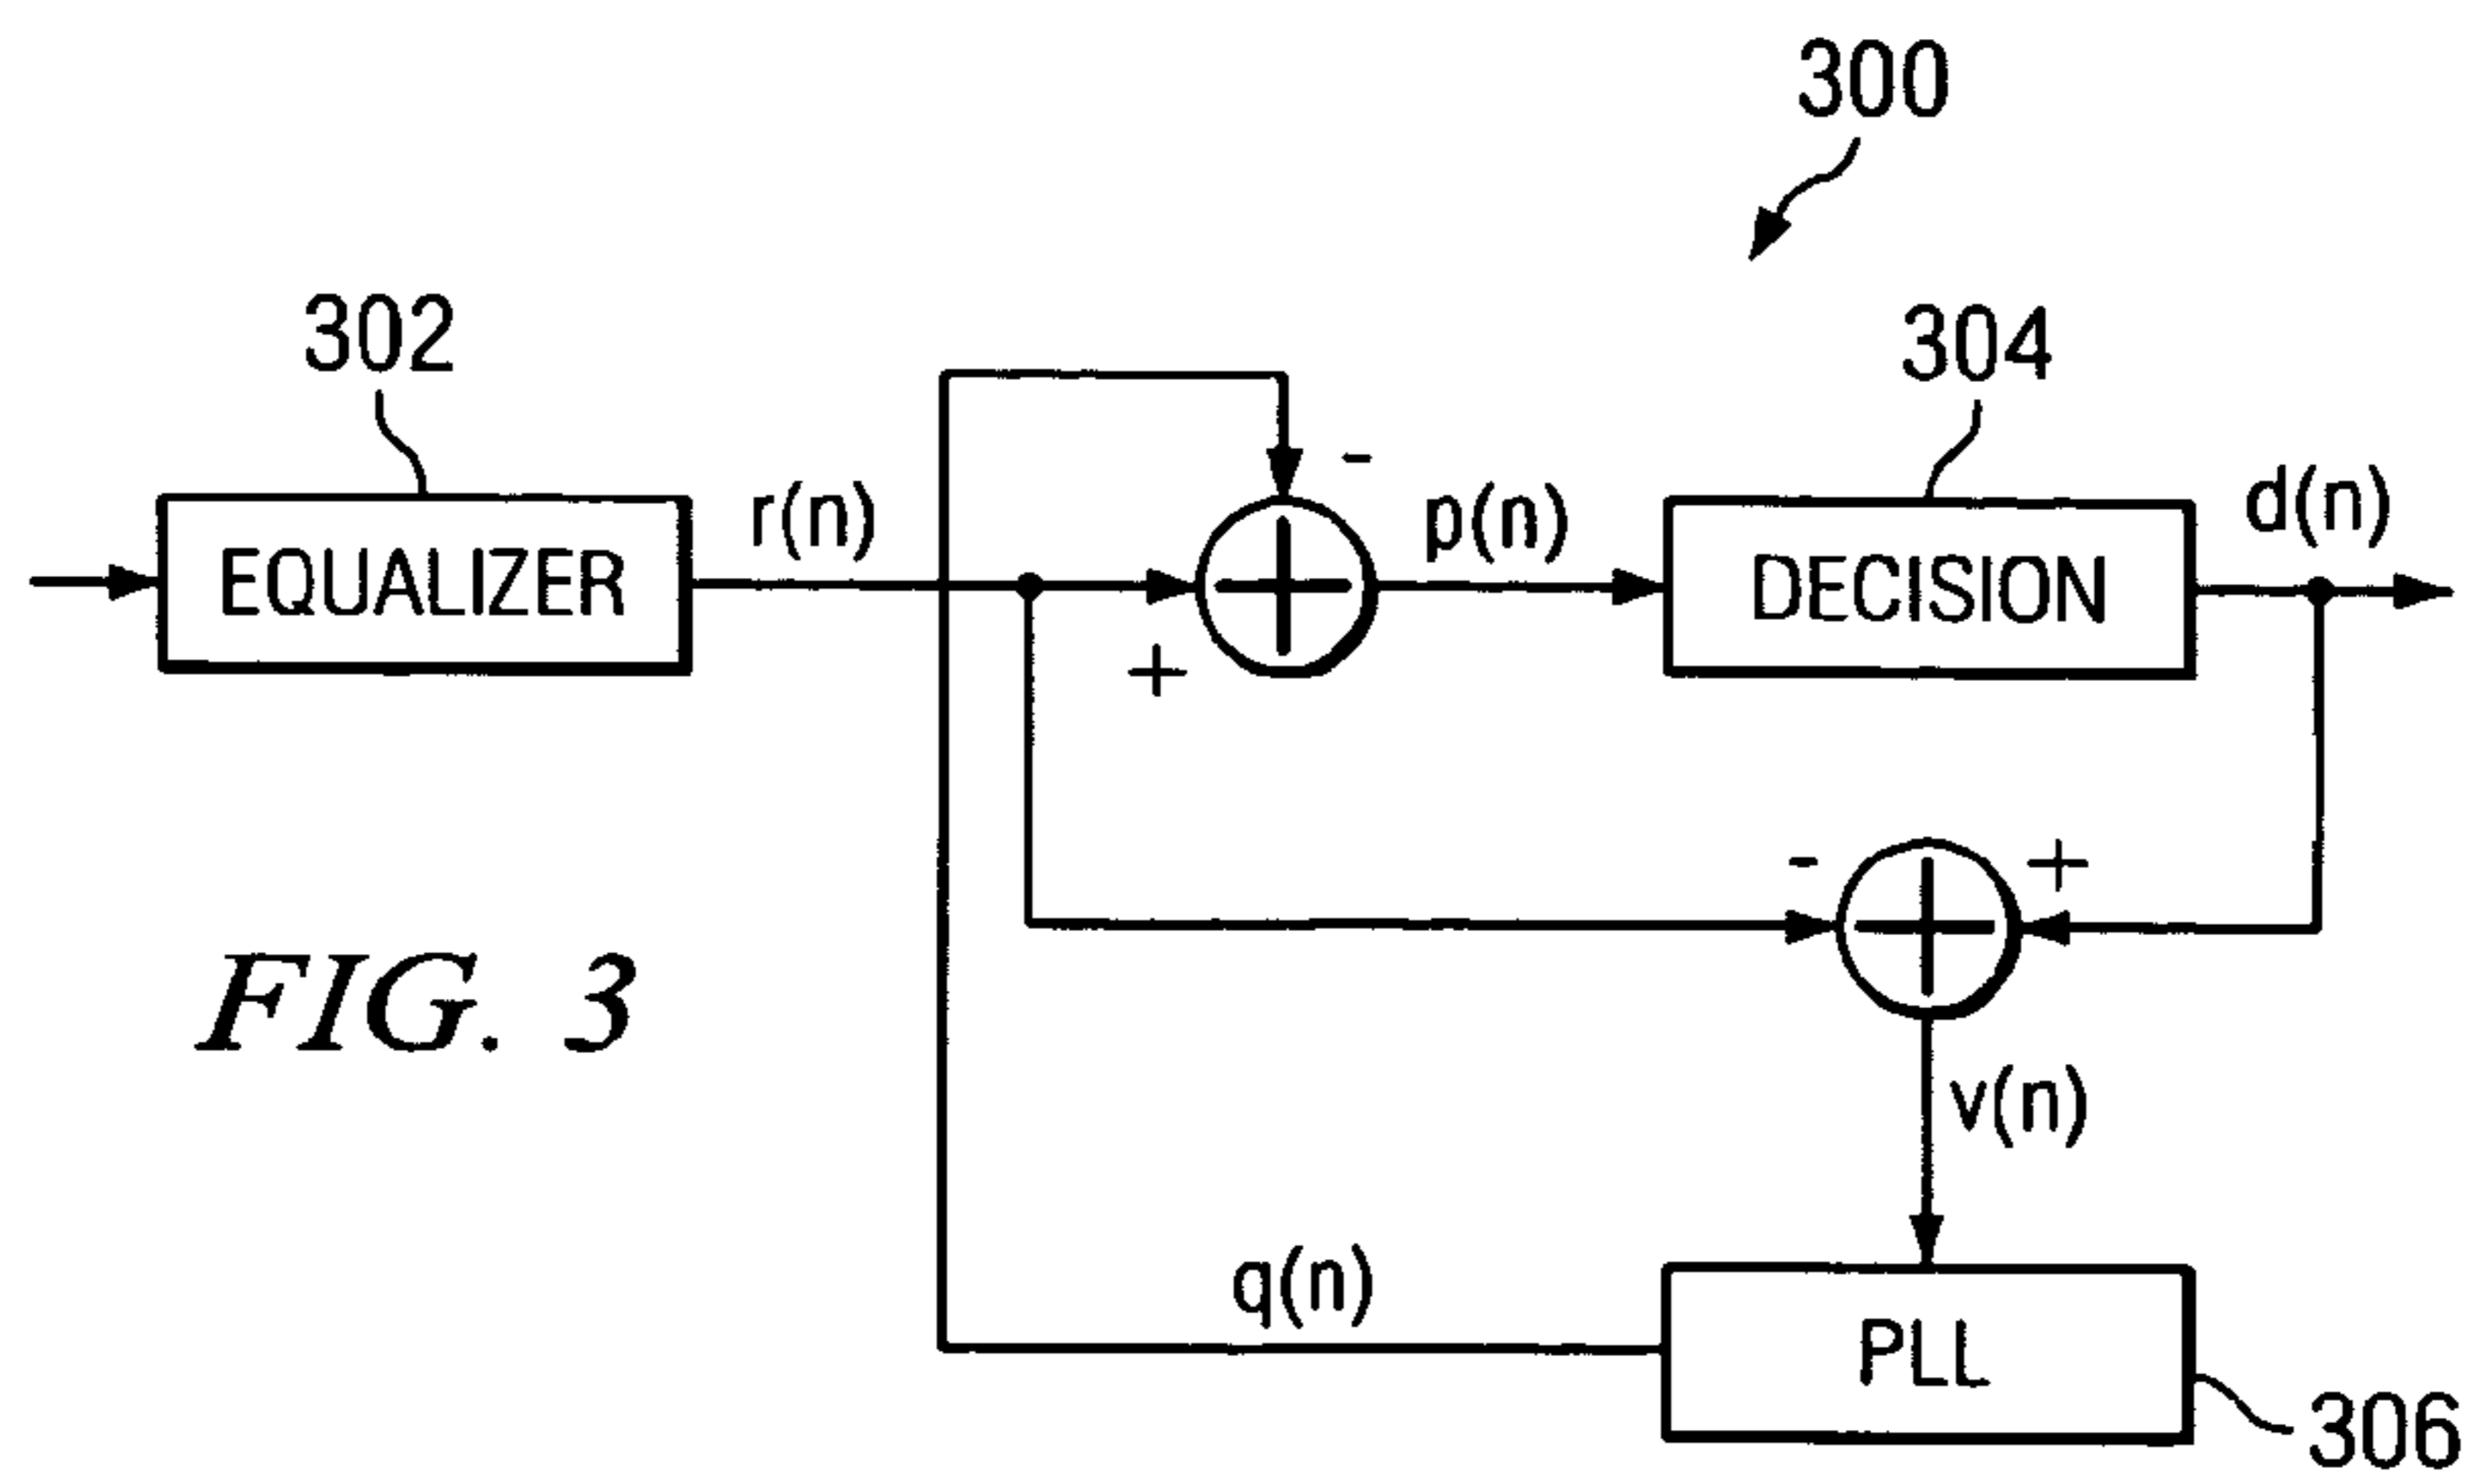 300
302
304
r(n)
-
p(n)
d(n)
EQUALIZER
DECISION
+
- +
FIG. 3
v(n)
q(n)
PLL
306